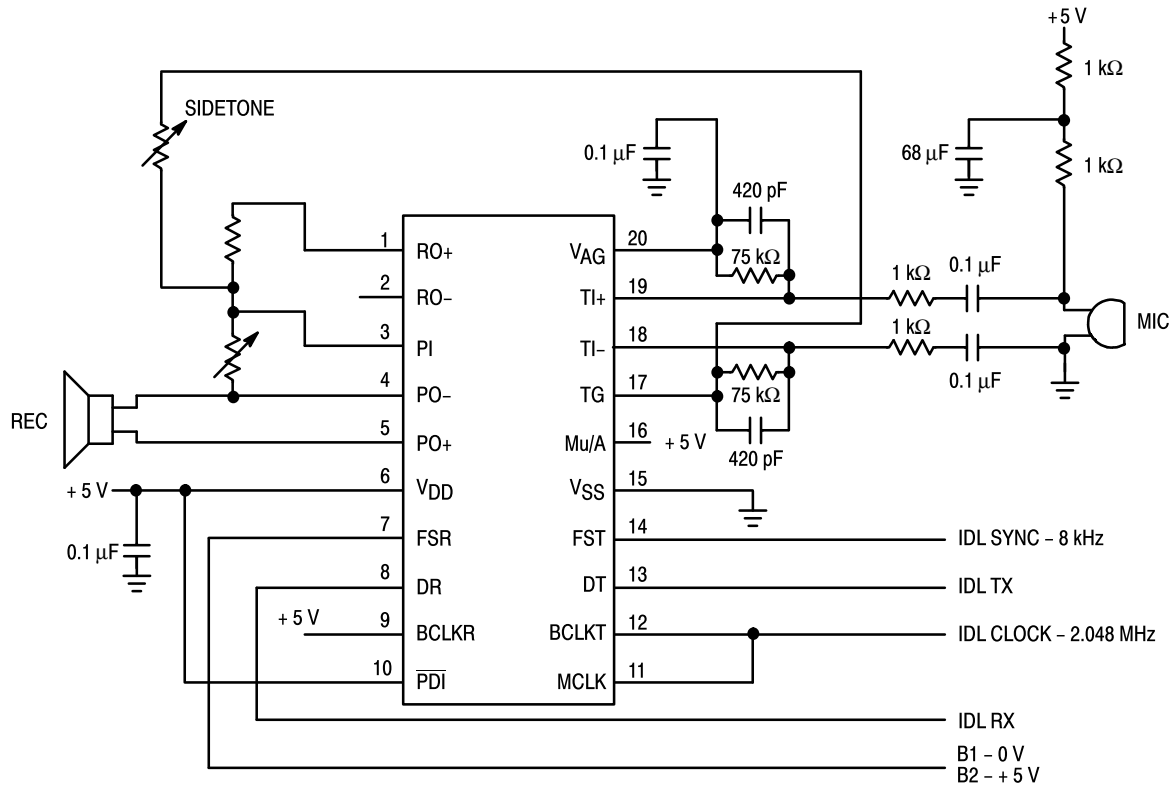 + 5 V
1 kΩ
SIDETONE
0.1 µF
68 µF
1 kΩ
420 pF
1 RO+
VAG 20
75 kΩ
1 kΩ
0.1 µF
2 RO–
TI+ 19
MIC
3 PI
TI– 18
1 kΩ
0.1 µF
4 PO–
TG 17
75 kΩ
REC
5 PO+
Mu/A 16 + 5 V
420 pF
+ 5 V
6 VDD
VSS 15
7 FSR
FST 14
IDL SYNC – 8 kHz
0.1 µF
8 DR
DT 13
IDL TX
+ 5 V
9 BCLKR
BCLKT 12
IDL CLOCK – 2.048 MHz
10 PDI
MCLK 11
IDL RX
B1 – 0 V
B2 – + 5 V